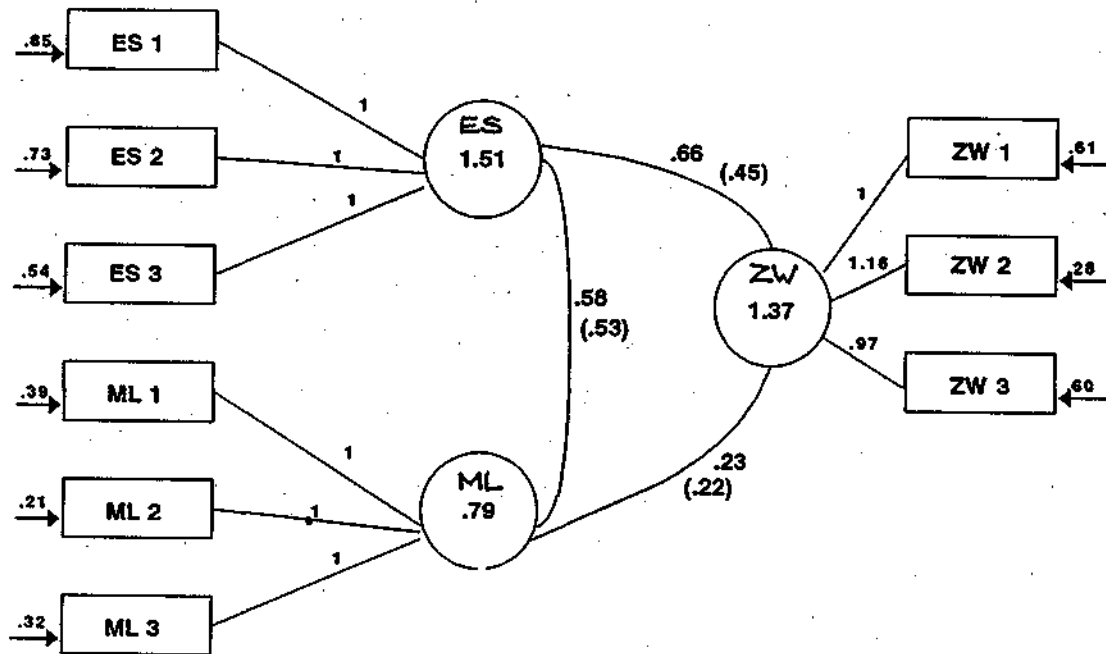 .65
ES 1
1
.73
ES 2
1
.54
ES 3
1
ES
1.51
.66
(.45)
.58
(.53)
ZW
1.37
1
1.16
.97
ZW 1
.61
ZW 2
.28
ZW 3
.60
.39
ML 1
1
.21
ML 2
1
.32
ML 3
1
ML
.79
.23
(.22)